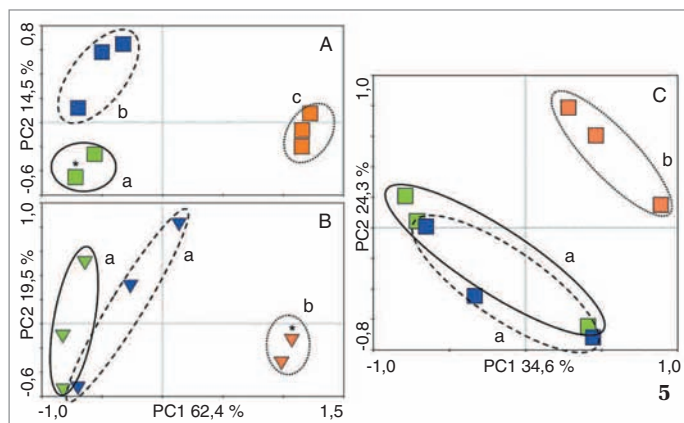 0,8
A
PC2 14,5 %
b
c
*
a
-0,6
1,0
B
PC2 19,5 %
a
a
b
*
-0,6
-1,0
PC1 62,4 %
1,5
1,0
C
PC2 24,3 %
b
a
a
-0,8
-1,0
PC1 34,6 %
1,0
5